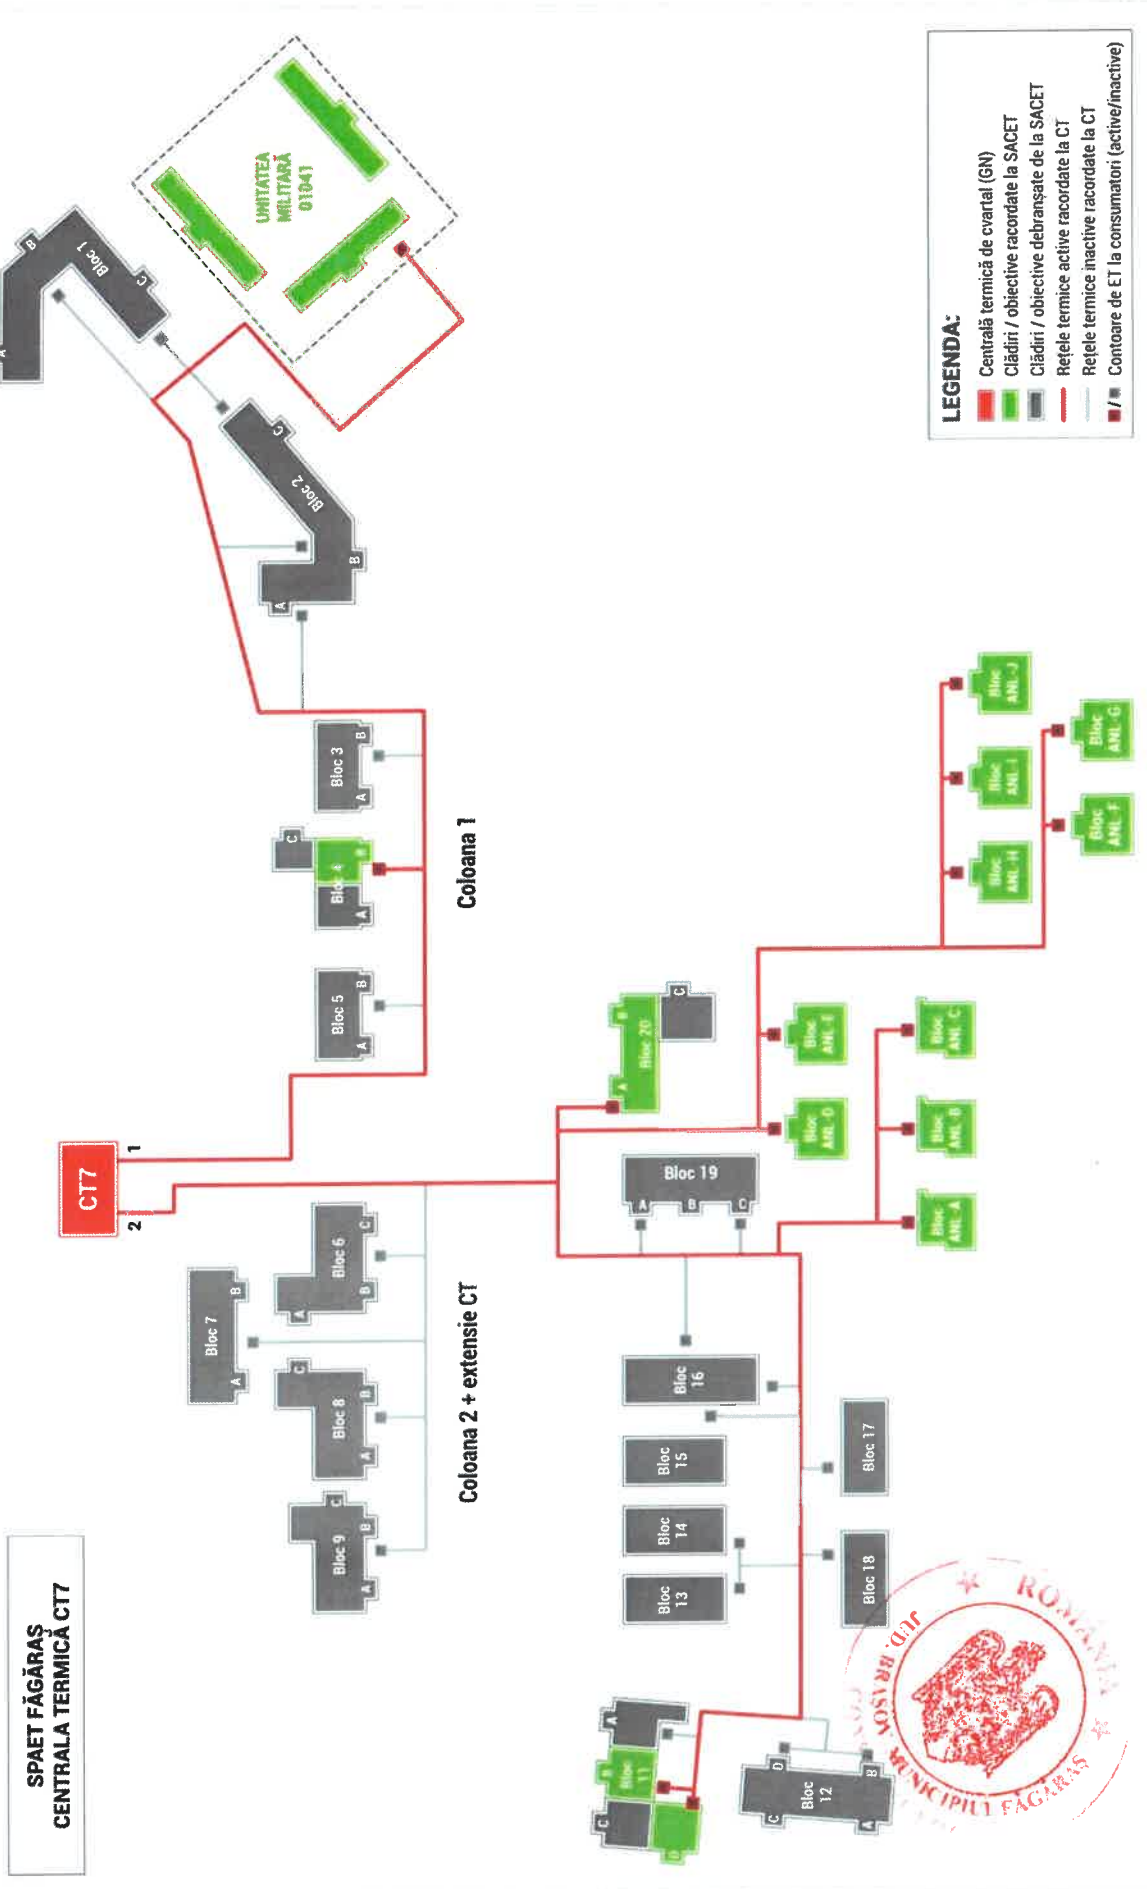 SPAET FĂGĂRAȘ
CENTRALA TERMICĂ CT7
CT7
1
2
Coloana 1
Coloana 2 + extensie CT
A
B
Bloc 1
C
UNITATEA
MILITARĂ
01041
A
B
Bloc 2
C
Bloc 3
A
B
Bloc 4
A
B
C
Bloc 5
A
B
Bloc 6
A
B
C
Bloc 7
A
B
Bloc 8
A
B
C
Bloc 9
A
B
C
Bloc
11
A
B
C
D
Bloc
12
A
B
C
D
Bloc
13
Bloc
14
Bloc
15
Bloc
16
Bloc 17
Bloc 18
Bloc 19
A
B
C
Bloc 20
A
B
C
Bloc
ANL-A
Bloc
ANL-B
Bloc
ANL-C
Bloc
ANL-D
Bloc
ANL-E
Bloc
ANL-F
Bloc
ANL-G
Bloc
ANL-H
Bloc
ANL-I
Bloc
ANL-J
LEGENDA:
Centrală termică de cvartal (GN)
Clădiri / obiective racordate la SACET
Clădiri / obiective debranșate de la SACET
Rețele termice active racordate la CT
Rețele termice inactive racordate la CT
/ Contoare de ET la consumatori (active/inactive)
ROMÂNIA
JUD. BRAȘOV
MUNICIPIUL FĂGĂRAȘ